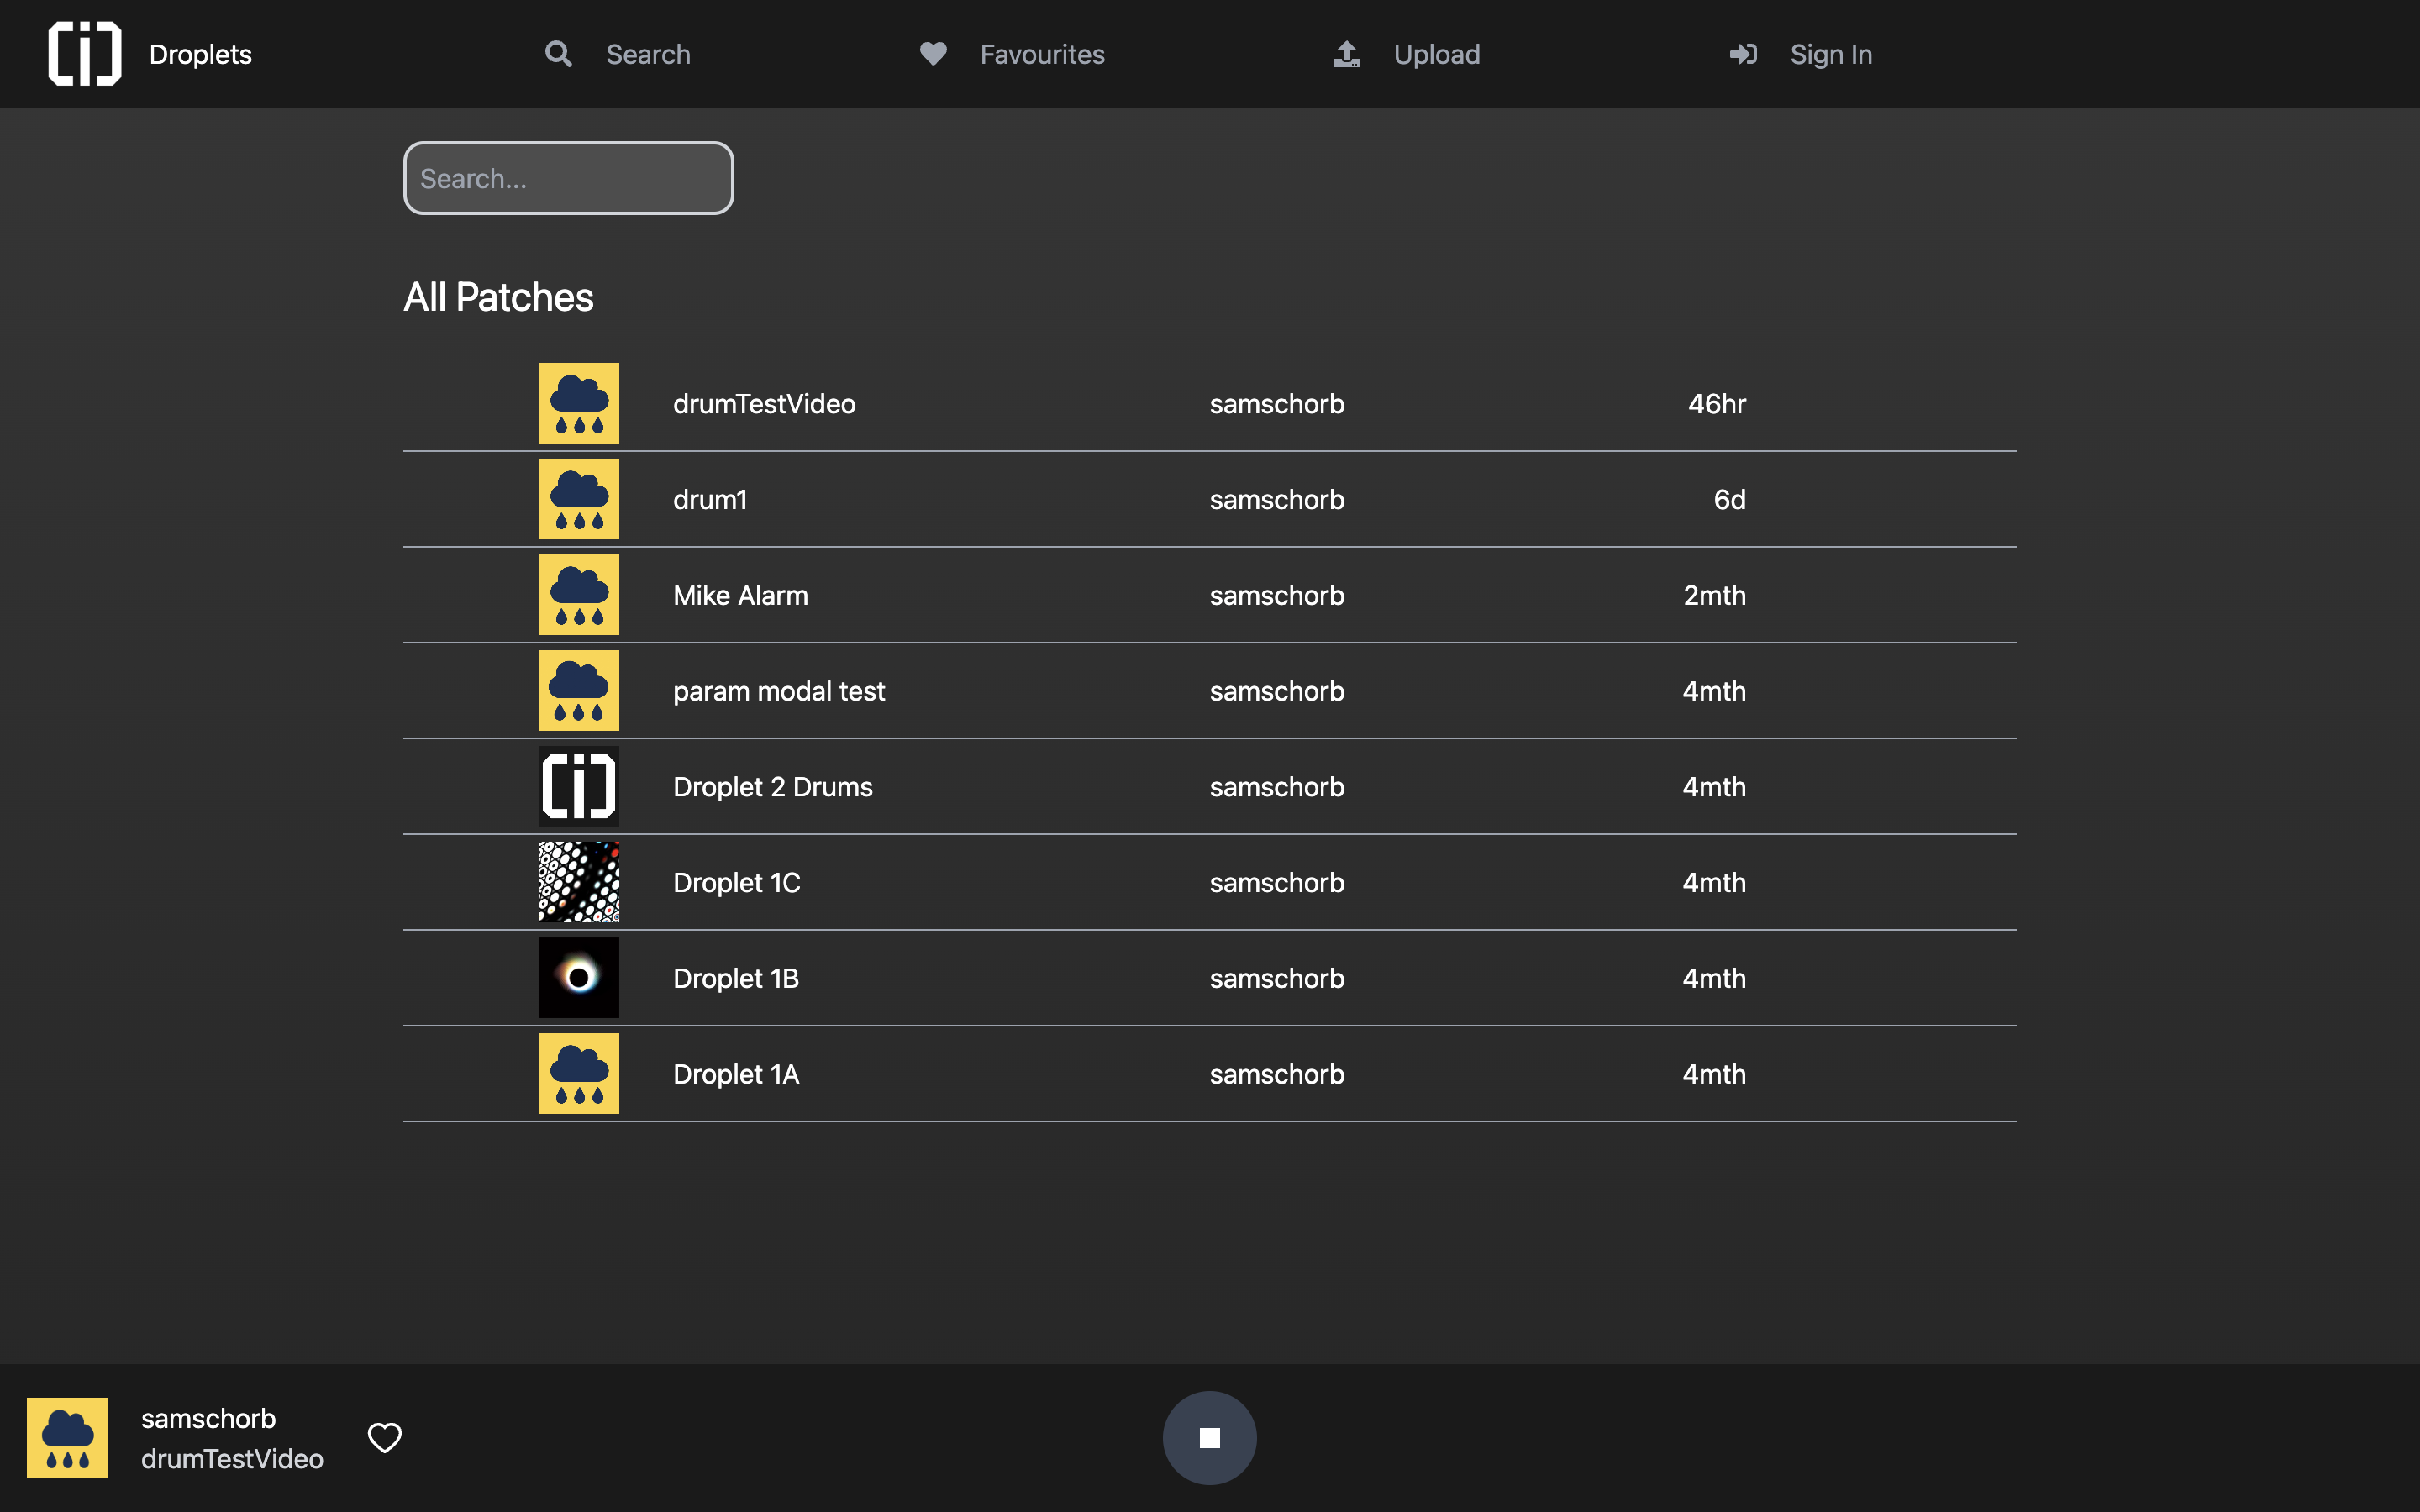 Droplets Search Favourites Upload Sign In
Search...
All Patches
drumTestVideo samschorb 46hr
drum1 samschorb 6d
Mike Alarm samschorb 2mth
param modal test samschorb 4mth
Droplet 2 Drums samschorb 4mth
Droplet 1C samschorb 4mth
Droplet 1B samschorb 4mth
Droplet 1A samschorb 4mth
samschorb
drumTestVideo